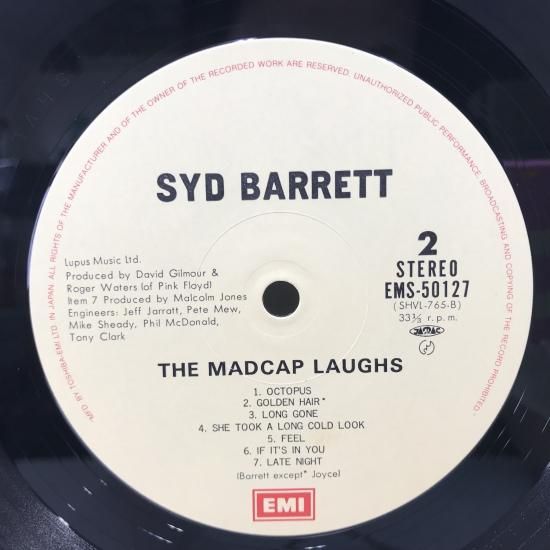 "MFD BY TOSHIBA-EMI LTD. IN JAPAN. ALL RIGHTS OF THE MANUFACTURER AND OF THE OWNER OF THE RECORDED WORK ARE RESERVED. UNAUTHORIZED PUBLIC PERFORMANCE, BROADCASTING AND COPYING OF THE RECORD PROHIBITED."
SYD BARRETT
Lupus Music Ltd.
Produced by David Gilmour &
Roger Waters (of Pink Floyd)
Item 7 Produced by Malcolm Jones
Engineers: Jeff Jarratt, Pete Mew,
Mike Sheady, Phil McDonald,
Tony Clark
2
STEREO
EMS-50127
(SHVL-765-B)
33⅓ r.p.m.
JASRAC
THE MADCAP LAUGHS
1. OCTOPUS
2. GOLDEN HAIR*
3. LONG GONE
4. SHE TOOK A LONG COLD LOOK
5. FEEL
6. IF IT'S IN YOU
7. LATE NIGHT
(Barrett except* Joyce)
EMI